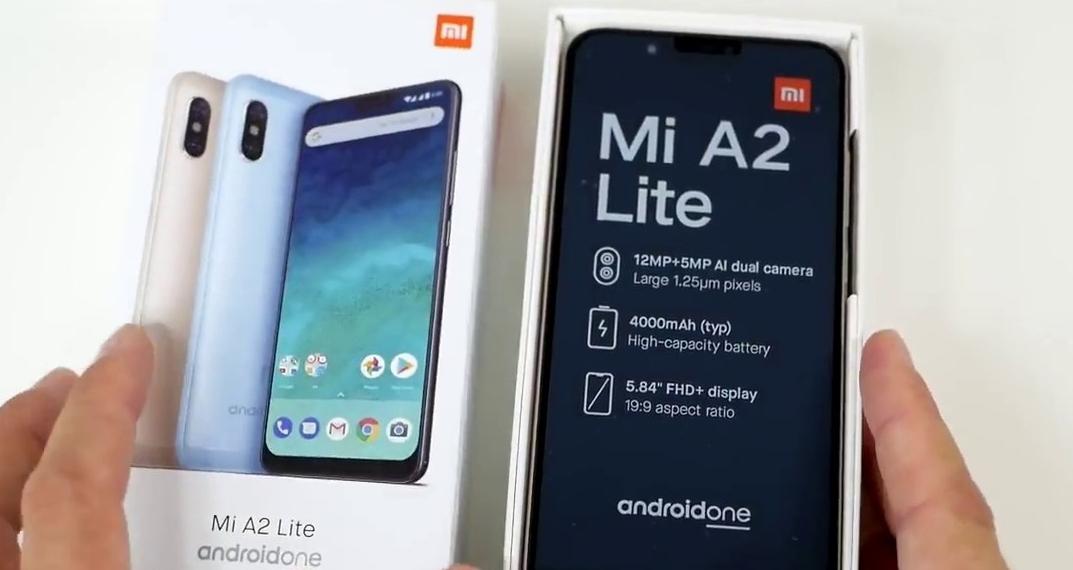 mi
Mi A2 Lite
androidone
mi
Mi A2
Lite
12MP+5MP AI dual camera
Large 1.25µm pixels
4000mAh (typ)
High-capacity battery
5.84" FHD+ display
19:9 aspect ratio
androidone